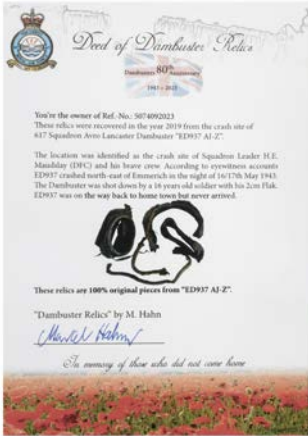 Deed of Dambuster Relics
Dambusters 80th Anniversary
1943 - 2023
You're the owner of Ref.-No.: 5074092023
These relics were recovered in the year 2019 from the crash site of
617 Squadron Avro Lancaster Dambuster "ED937 AJ-Z".
The location was identified as the crash site of Squadron Leader H.E.
Maudslay (DFC) and his brave crew. According to eyewitness accounts
ED937 crashed north-east of Emmerich in the night of 16/17th May 1943.
The Dambuster was shot down by a 16 years old soldier with his 2cm Flak.
ED937 was on the way back to home town but never arrived.
These relics are 100% original pieces from "ED937 AJ-Z".
"Dambuster Relics" by M. Hahn
Marcel Hahn
In memory of those who did not come home